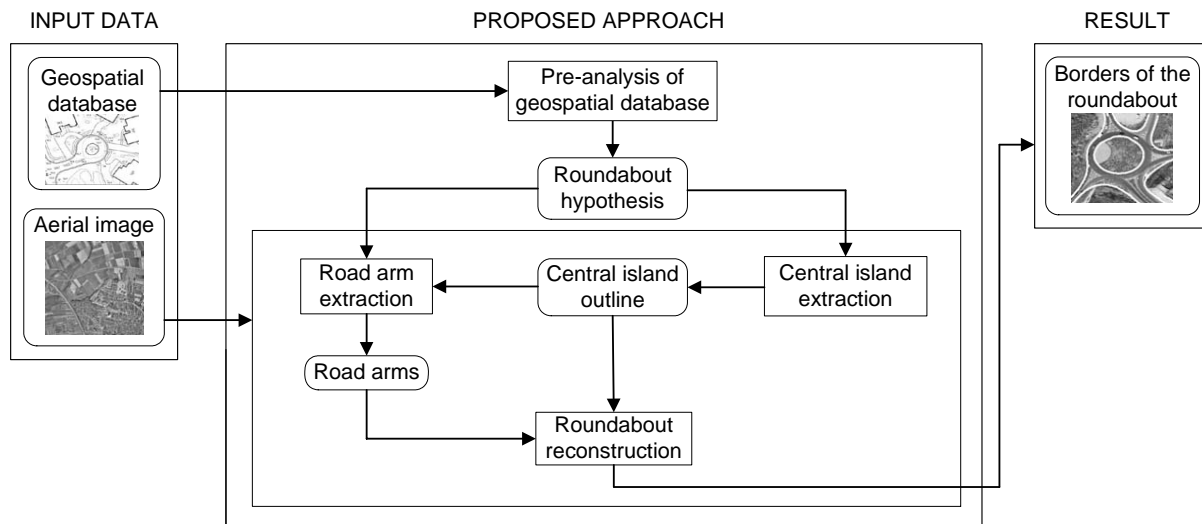 INPUT DATA
PROPOSED APPROACH
RESULT
Geospatial
database
Pre-analysis of
geospatial database
Borders of the
roundabout
Roundabout
hypothesis
Aerial image
Road arm
extraction
Central island
outline
Central island
extraction
Road arms
Roundabout
reconstruction